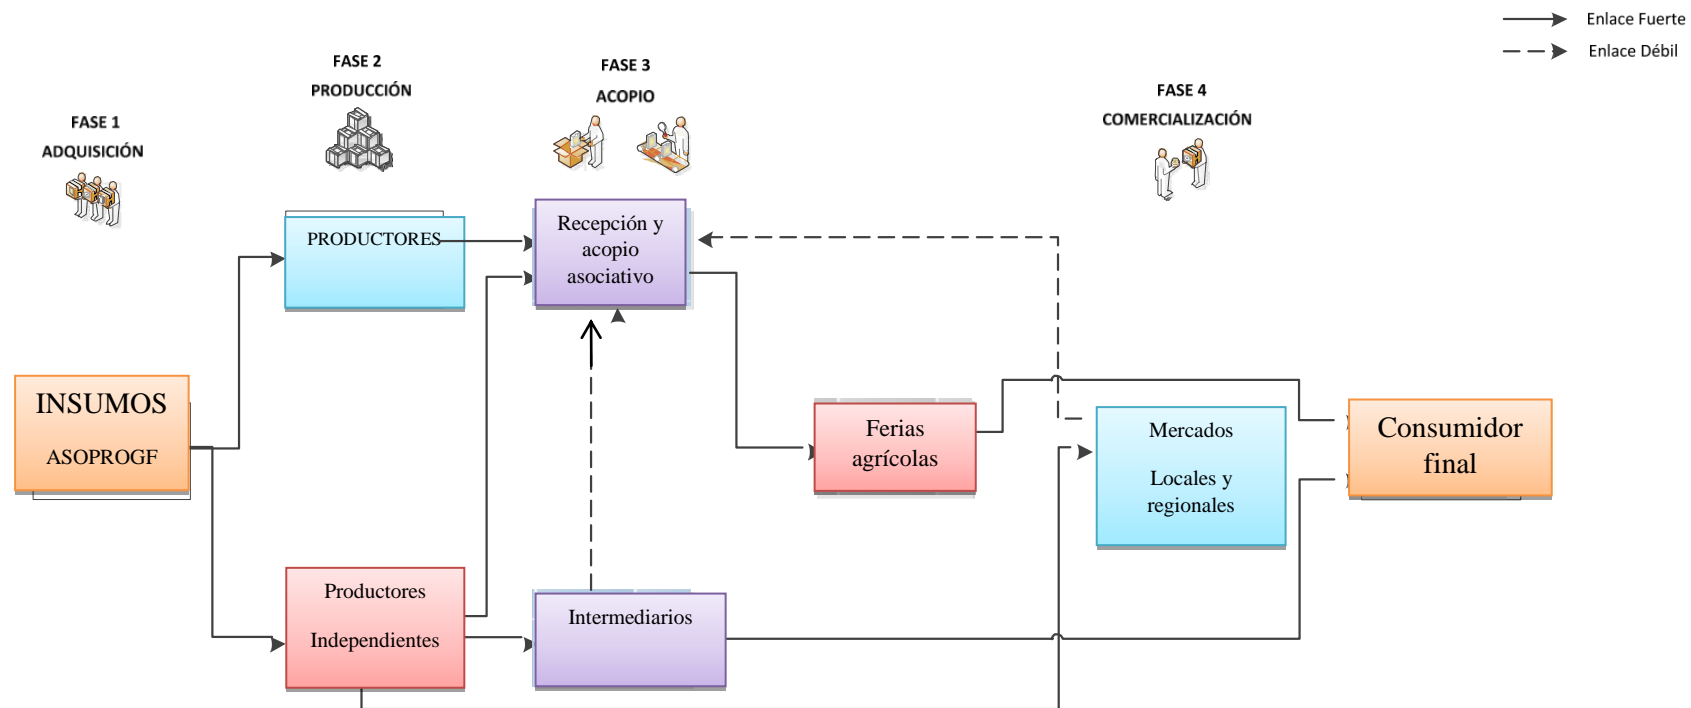 Enlace Fuerte
Enlace Débil
FASE 1
ADQUISICIÓN
FASE 2
PRODUCCIÓN
FASE 3
ACOPIO
FASE 4
COMERCIALIZACIÓN
PRODUCTORES
Recepción y
acopio
asociativo
INSUMOS
ASOPROGF
Ferias
agrícolas
Mercados
Locales y
regionales
Consumidor
final
Productores
Independientes
Intermediarios